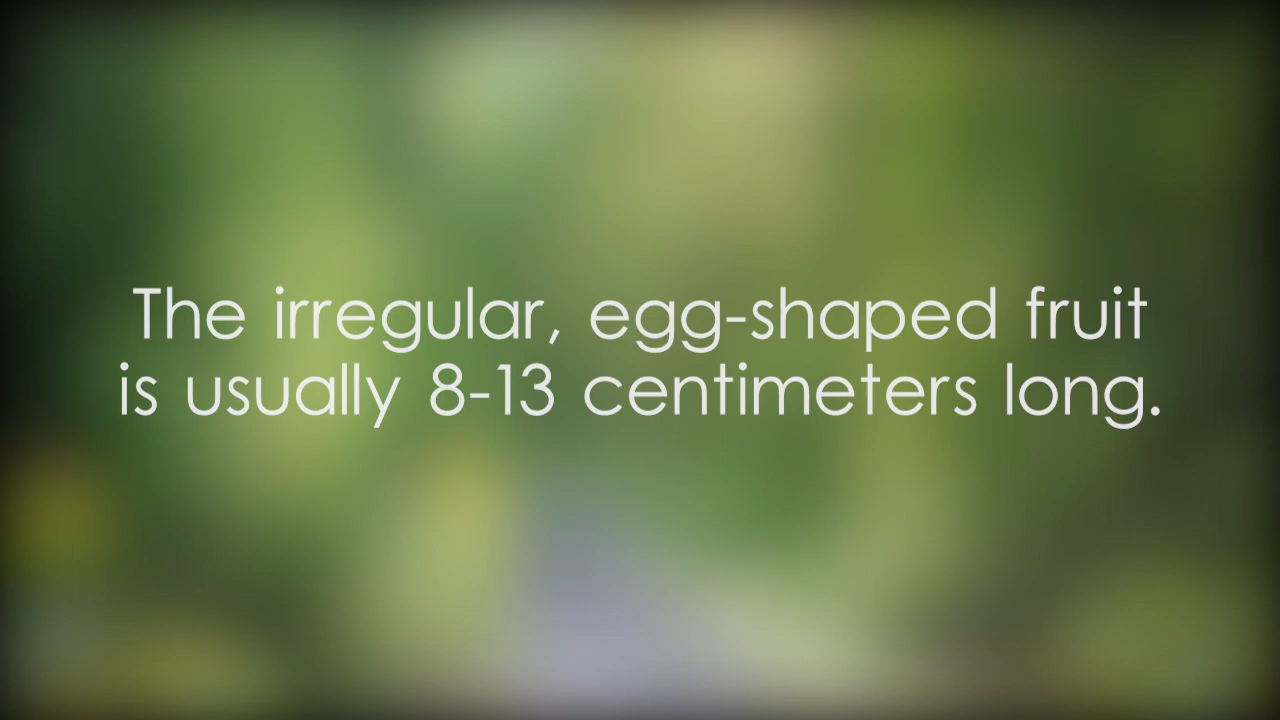 The irregular, egg-shaped fruit
is usually 8-13 centimeters long.